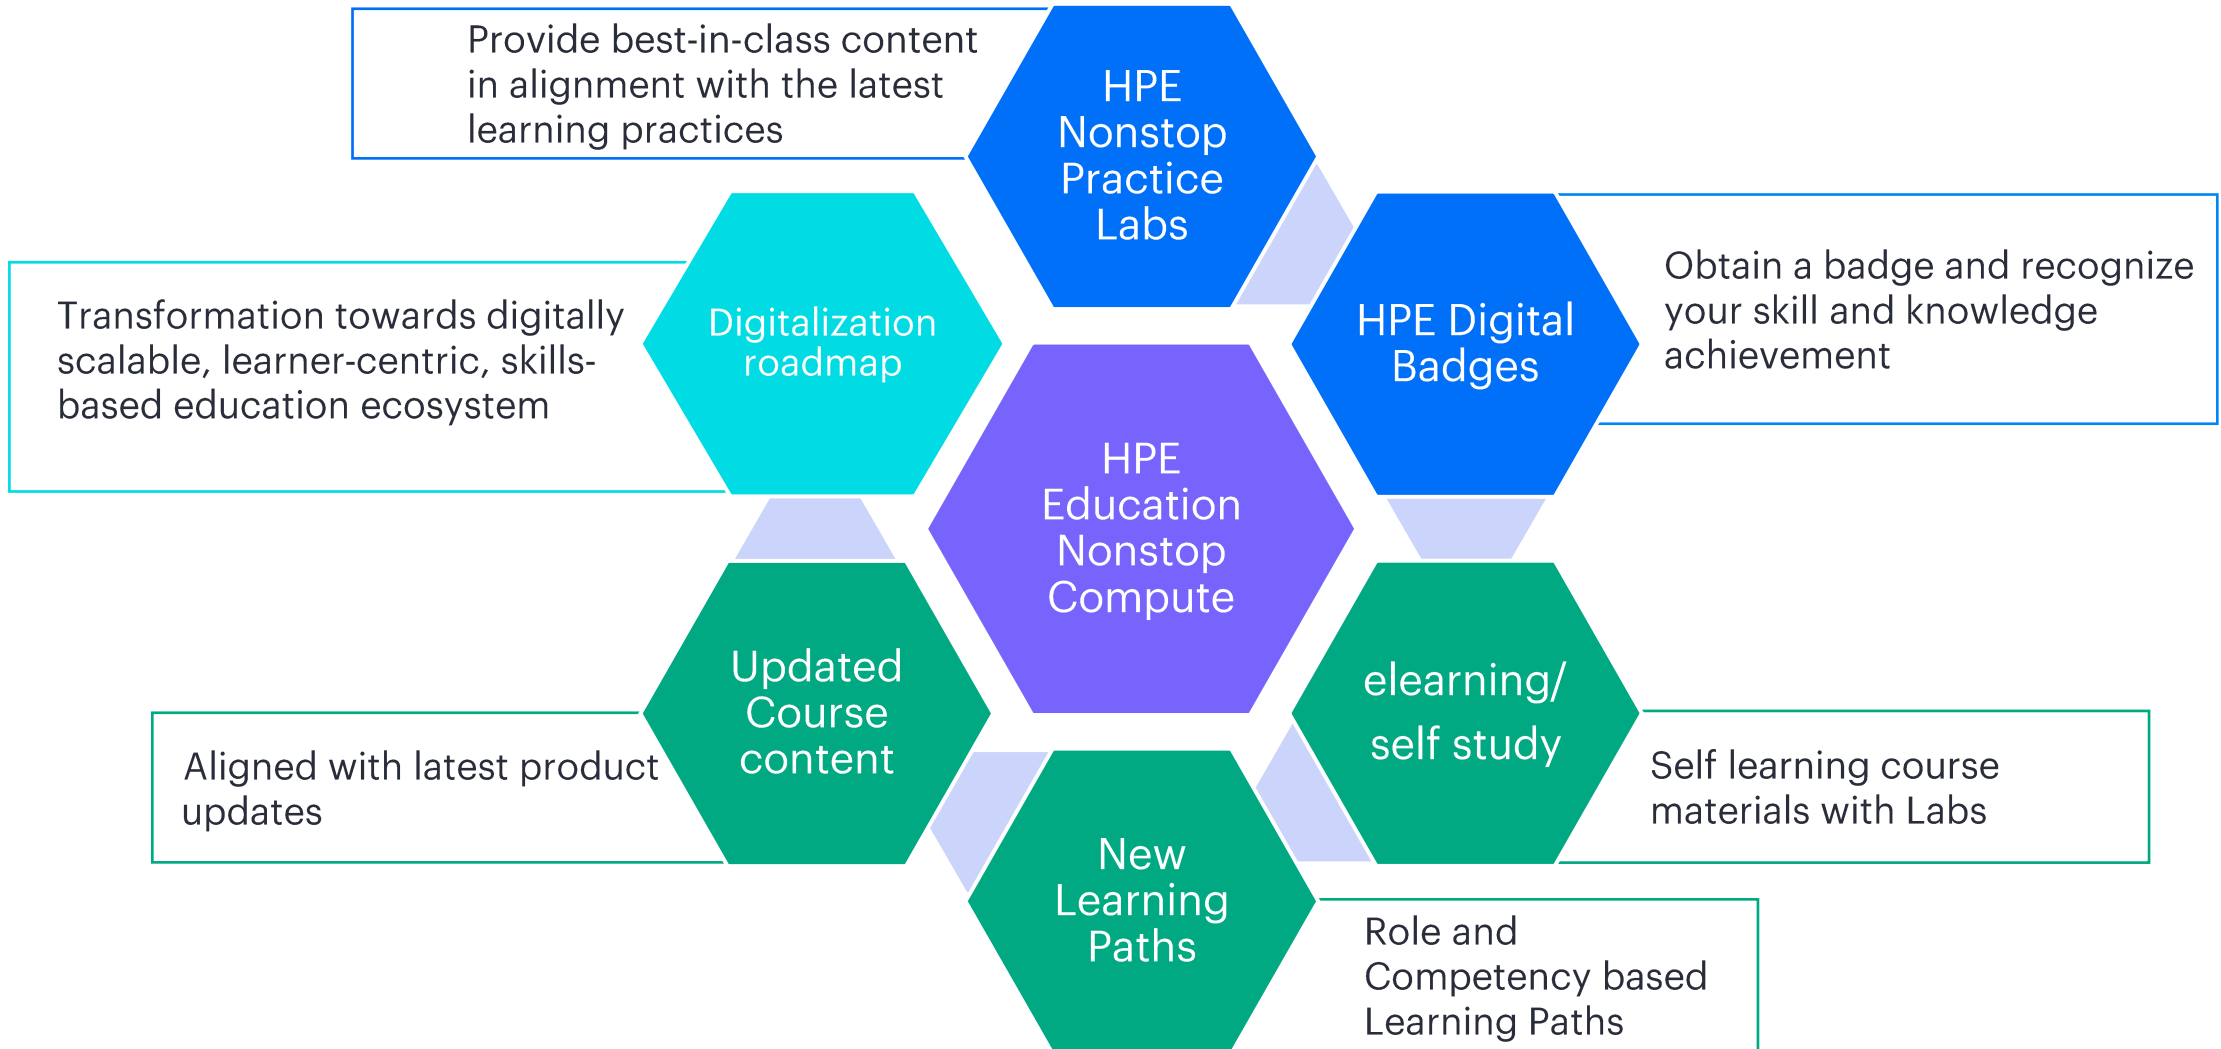 Provide best-in-class content
in alignment with the latest
learning practices
HPE
Nonstop
Practice
Labs
Transformation towards digitally
scalable, learner-centric, skills-
based education ecosystem
Digitalization
roadmap
HPE Digital
Badges
Obtain a badge and recognize
your skill and knowledge
achievement
HPE
Education
Nonstop
Compute
Aligned with latest product
updates
Updated
Course
content
elearning/
self study
Self learning course
materials with Labs
New
Learning
Paths
Role and
Competency based
Learning Paths